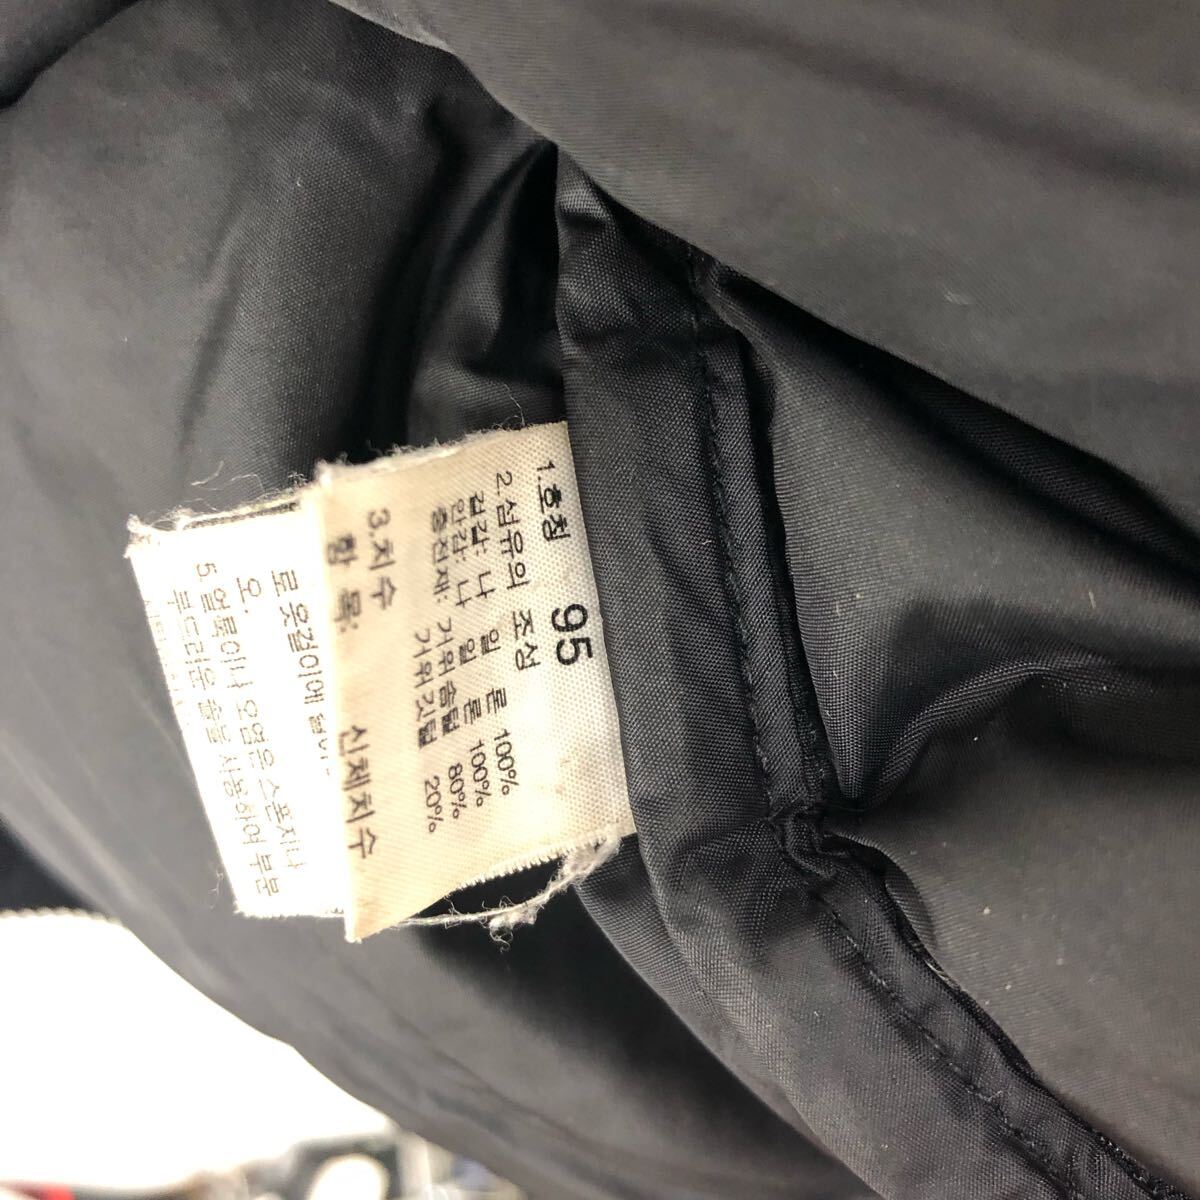 1.호칭 95
2.섬유의 조성
겉감: 나 일 론 100%
안감: 나 일 론 100%
충전재: 거위솜털 80%
거위깃털 20%
3.치수
항 목: 신체치수
로 옷걸이에
오.
5.얼룩이나 오염은 스폰지나
부드러운 솔을 사용하여 부분